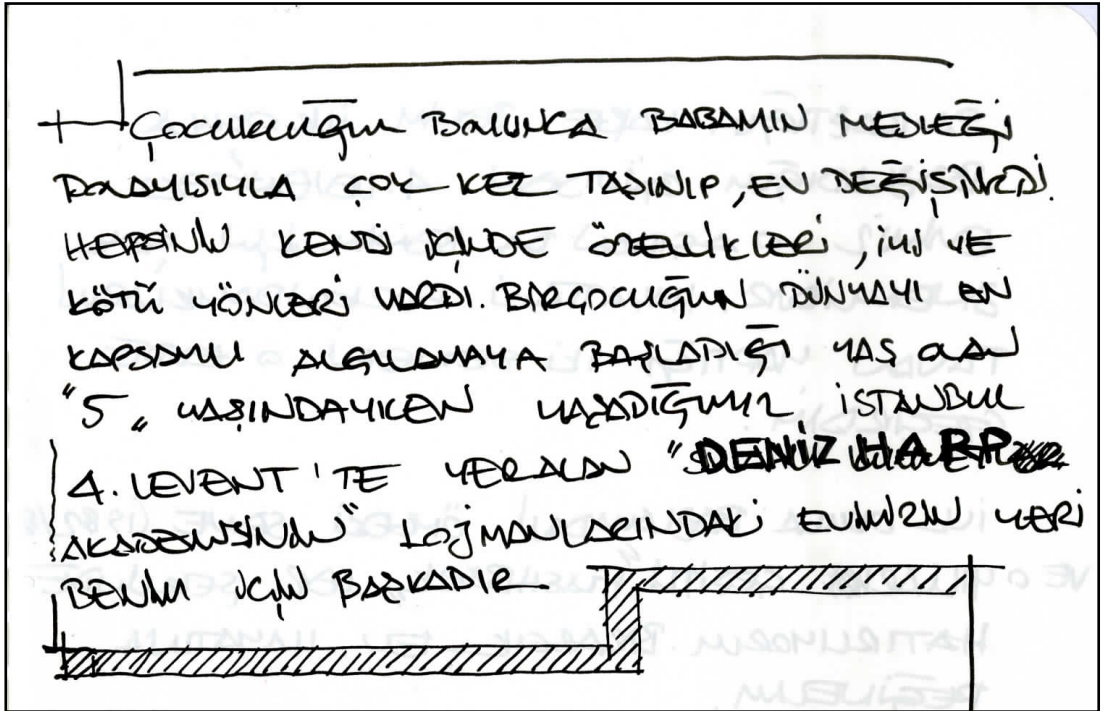 ÇOCUKLUĞUM BOYUNCA BABAMIN MESLEĞİ
DOLAYISIYLA ÇOK KEZ TAŞINIP, EV DEĞİŞTİRDİ.
HEPSİNİN KENDİ İÇİNDE ÖZELLİKLERİ, İYİ VE
KÖTÜ YÖNLERİ VARDI. BİR ÇOCUĞUN DÜNYAYI EN
KAPSAMLI ALGILAMAYA BAŞLADIĞI YAŞ OLAN
"5" YAŞINDAYKEN YAŞADIĞIMIZ İSTANBUL
4. LEVENT'TE YER ALAN "DENİZ HARP
AKADEMİSİNİN" LOJMANLARINDAKİ EVİMİZİN YERİ
BENİM İÇİN BAŞKADIR.